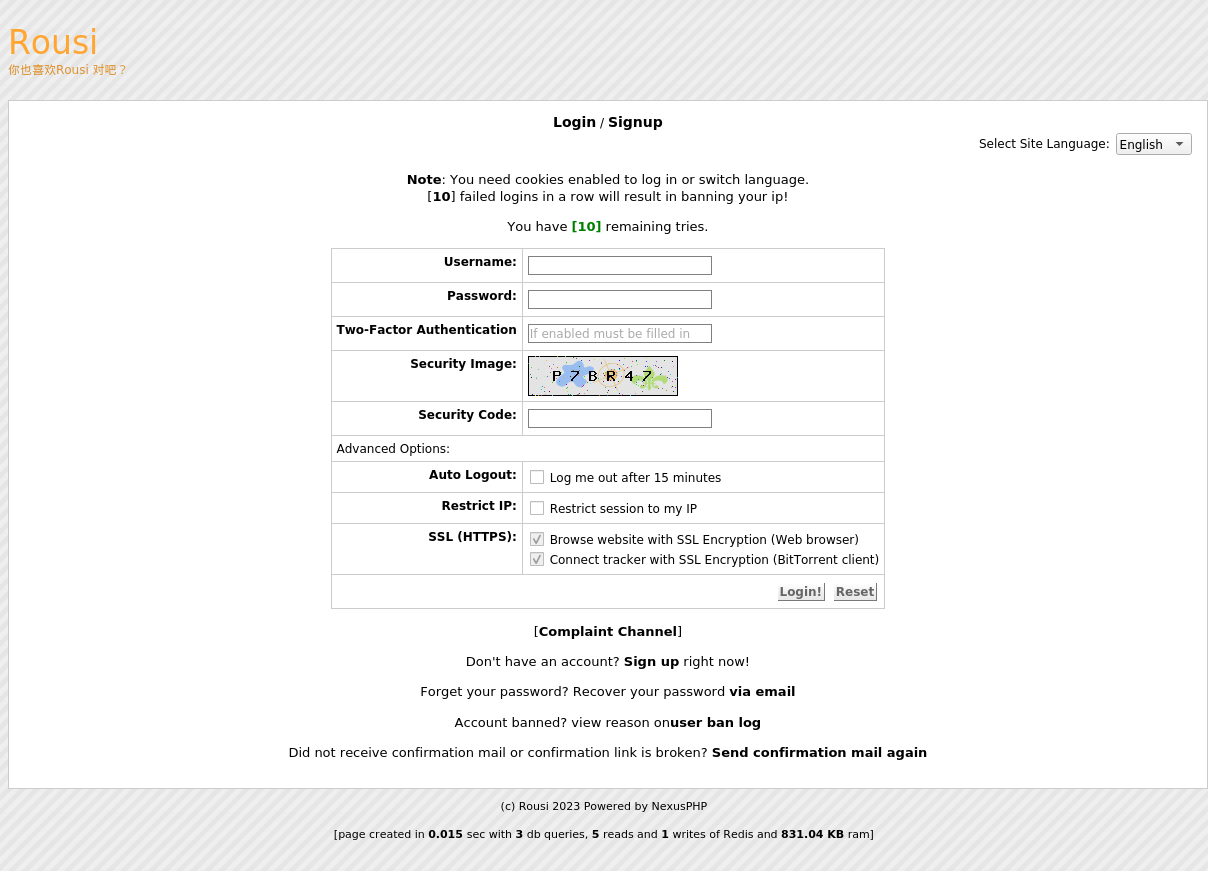 Rousi
你也喜欢Rousi 对吧？
Login / Signup
Select Site Language: English
Note: You need cookies enabled to log in or switch language.
[10] failed logins in a row will result in banning your ip!
You have [10] remaining tries.
Username:
Password:
Two-Factor Authentication If enabled must be filled in
Security Image: P7BR47
Security Code:
Advanced Options:
Auto Logout: Log me out after 15 minutes
Restrict IP: Restrict session to my IP
SSL (HTTPS): Browse website with SSL Encryption (Web browser)
Connect tracker with SSL Encryption (BitTorrent client)
Login! Reset
[Complaint Channel]
Don't have an account? Sign up right now!
Forget your password? Recover your password via email
Account banned? view reason onuser ban log
Did not receive confirmation mail or confirmation link is broken? Send confirmation mail again
(c) Rousi 2023 Powered by NexusPHP
[page created in 0.015 sec with 3 db queries, 5 reads and 1 writes of Redis and 831.04 KB ram]